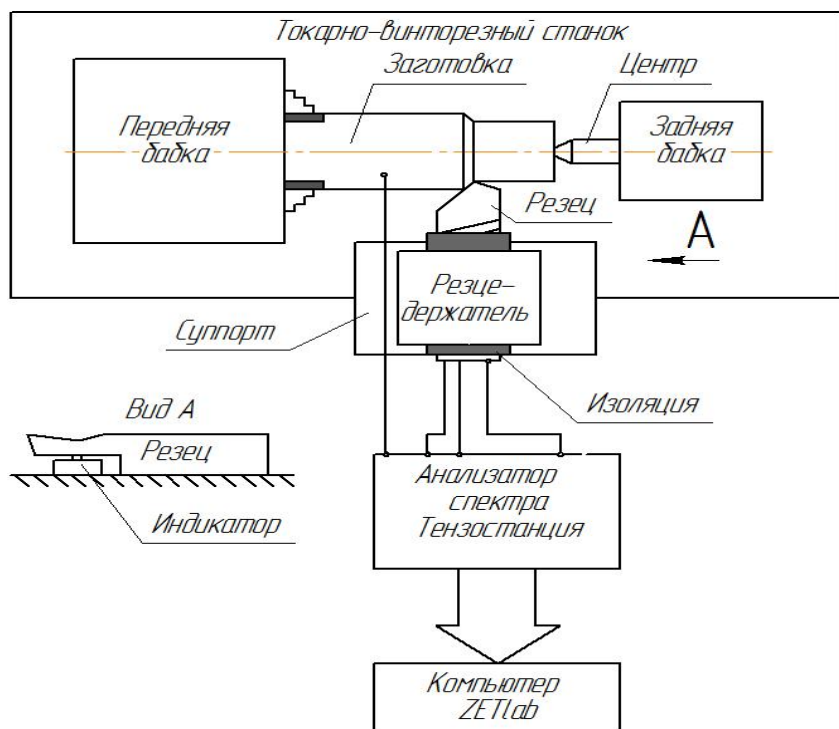 Токарно-винторезный станок
Заготовка
Центр
Передняя
бабка
Задняя
бабка
Резец
А
Резце-
держатель
Суппорт
Изоляция
Вид А
Резец
Индикатор
Анализатор
спектра
Тензостанция
Компьютер
ZETlab